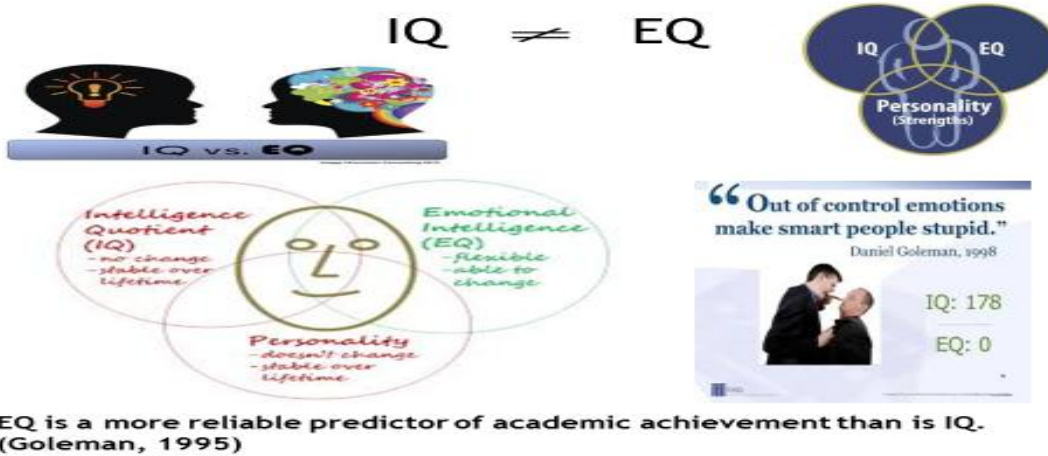 IQ ≠ EQ
IQ EQ
Personality
(Strengths)
IQ vs. EQ
Intelligence
Quotient
(IQ)
-no change
-stable over
lifetime
Emotional
Intelligence
(EQ)
-flexible
-able to
change
Personality
-doesn't change
-stable over
lifetime
“Out of control emotions
make smart people stupid.”
Daniel Goleman, 1998
IQ: 178
EQ: 0
EQ is a more reliable predictor of academic achievement than is IQ.
(Goleman, 1995)